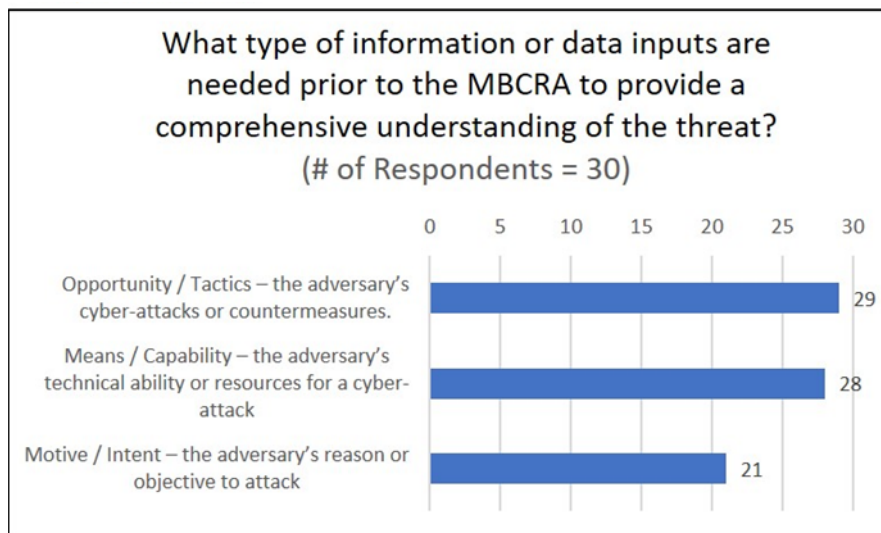 What type of information or data inputs are
needed prior to the MBCRA to provide a
comprehensive understanding of the threat?
(# of Respondents = 30)
0 5 10 15 20 25 30
Opportunity / Tactics – the adversary's
cyber-attacks or countermeasures.
29
Means / Capability – the adversary's
technical ability or resources for a cyber-
attack
28
Motive / Intent – the adversary's reason or
objective to attack
21